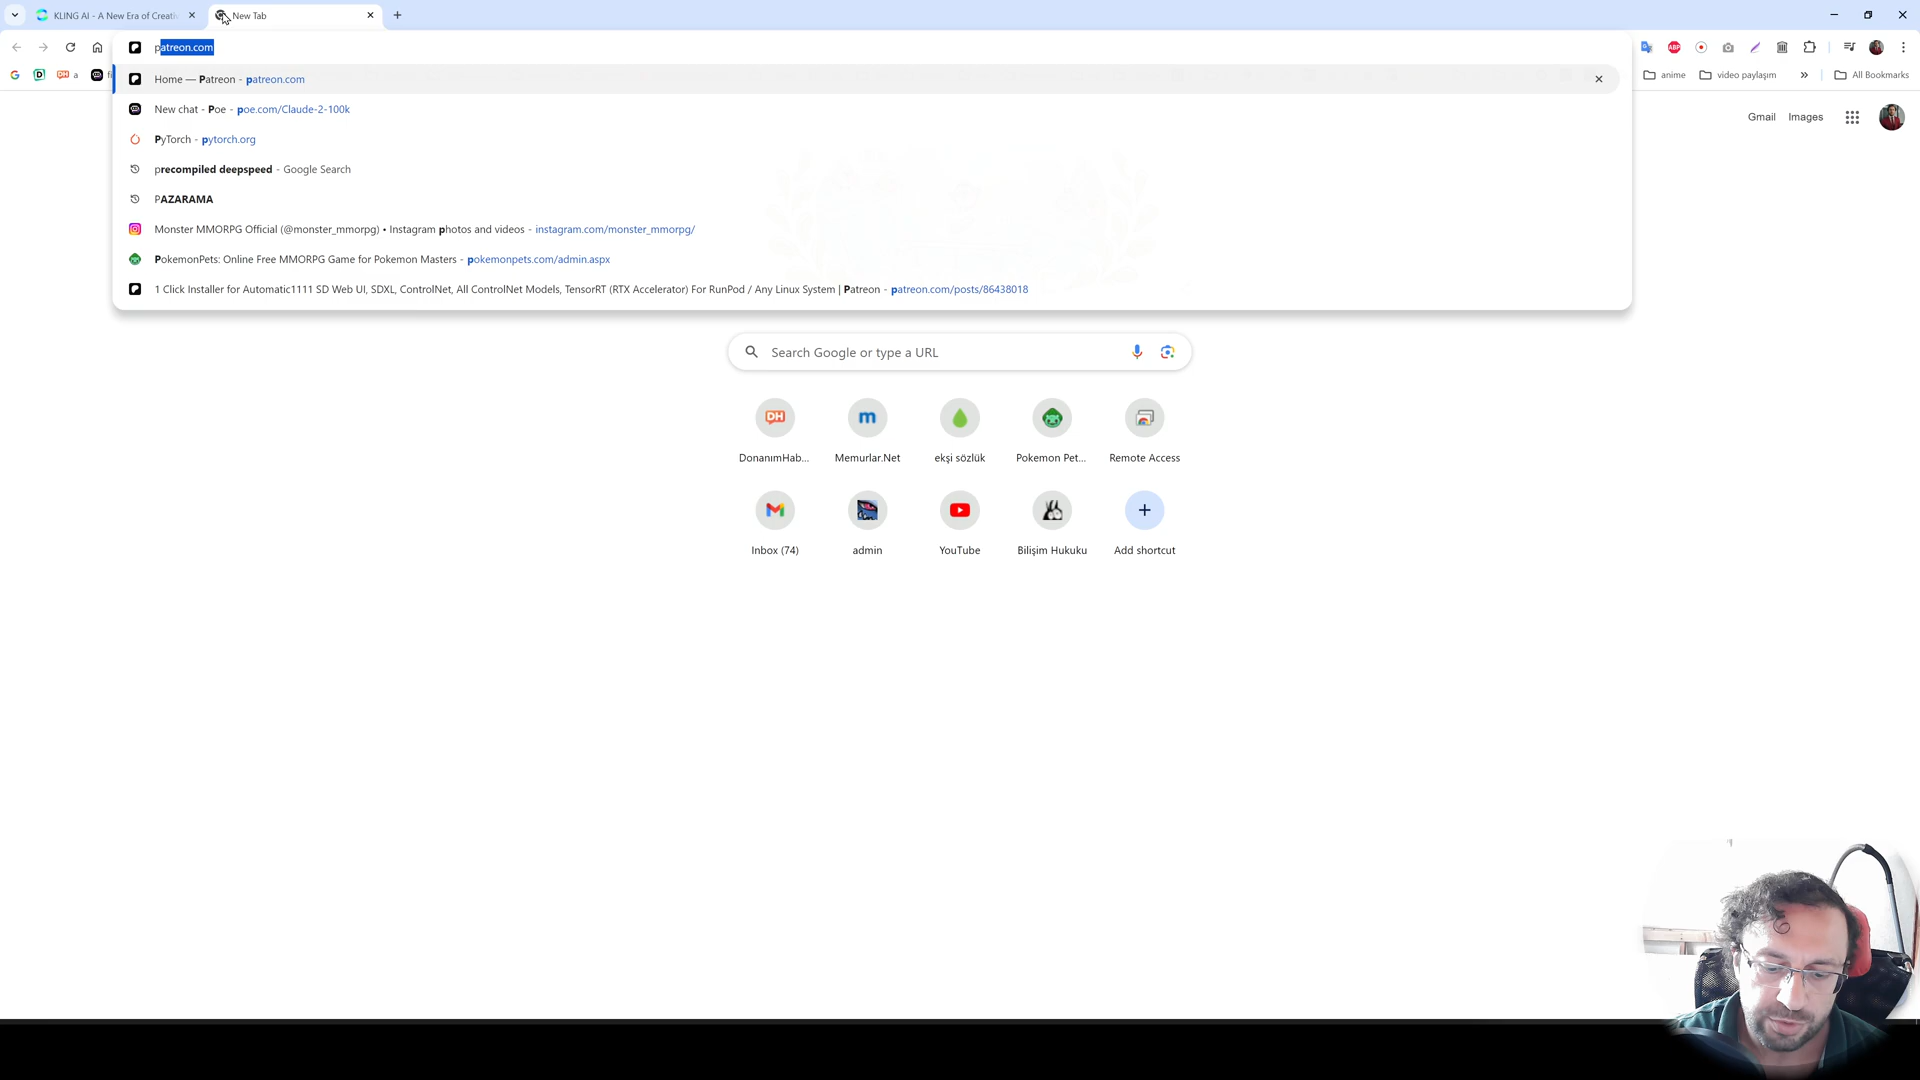 KLING AI - A New Era of Creati
New Tab
patreon.com
a
fi
anime
video paylaşım
All Bookmarks
Home — Patreon - patreon.com
New chat - Poe - poe.com/Claude-2-100k
PyTorch - pytorch.org
precompiled deepspeed - Google Search
PAZARAMA
Monster MMORPG Official (@monster_mmorpg) • Instagram photos and videos - instagram.com/monster_mmorpg/
PokemonPets: Online Free MMORPG Game for Pokemon Masters - pokemonpets.com/admin.aspx
1 Click Installer for Automatic1111 SD Web UI, SDXL, ControlNet, All ControlNet Models, TensorRT (RTX Accelerator) For RunPod / Any Linux System | Patreon - patreon.com/posts/86438018
Gmail Images
Search Google or type a URL
DonanımHab... Memurlar.Net ekşi sözlük Pokemon Pet... Remote Access
Inbox (74) admin YouTube Bilişim Hukuku Add shortcut